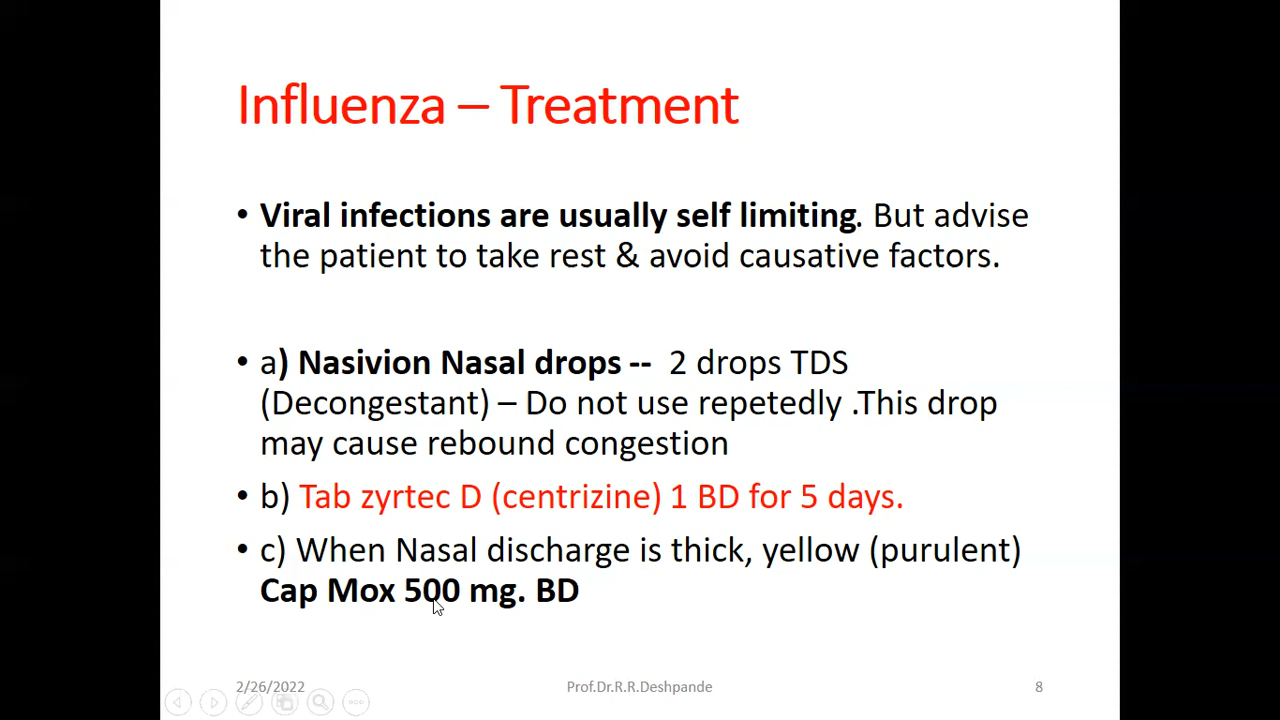 Influenza – Treatment
• Viral infections are usually self limiting. But advise
the patient to take rest & avoid causative factors.
• a) Nasivion Nasal drops -- 2 drops TDS
(Decongestant) – Do not use repetedly .This drop
may cause rebound congestion
• b) Tab zyrtec D (centrizine) 1 BD for 5 days.
• c) When Nasal discharge is thick, yellow (purulent)
Cap Mox 500 mg. BD
2/26/2022
Prof.Dr.R.R.Deshpande
8